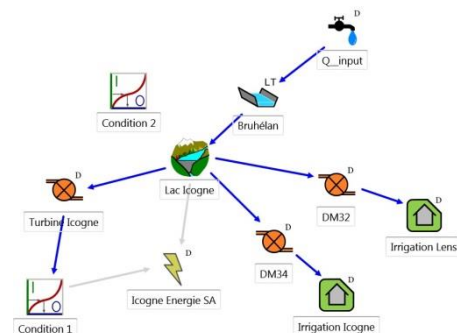 D
Q_input
LT
Bruhélan
D
I
O
Condition 2
Lac Icogne
D
Turbine Icogne
D
DM32
D
Irrigation Lens
D
DM34
D
Icogne Energie SA
D
I
O
Condition 1
D
Irrigation Icogne